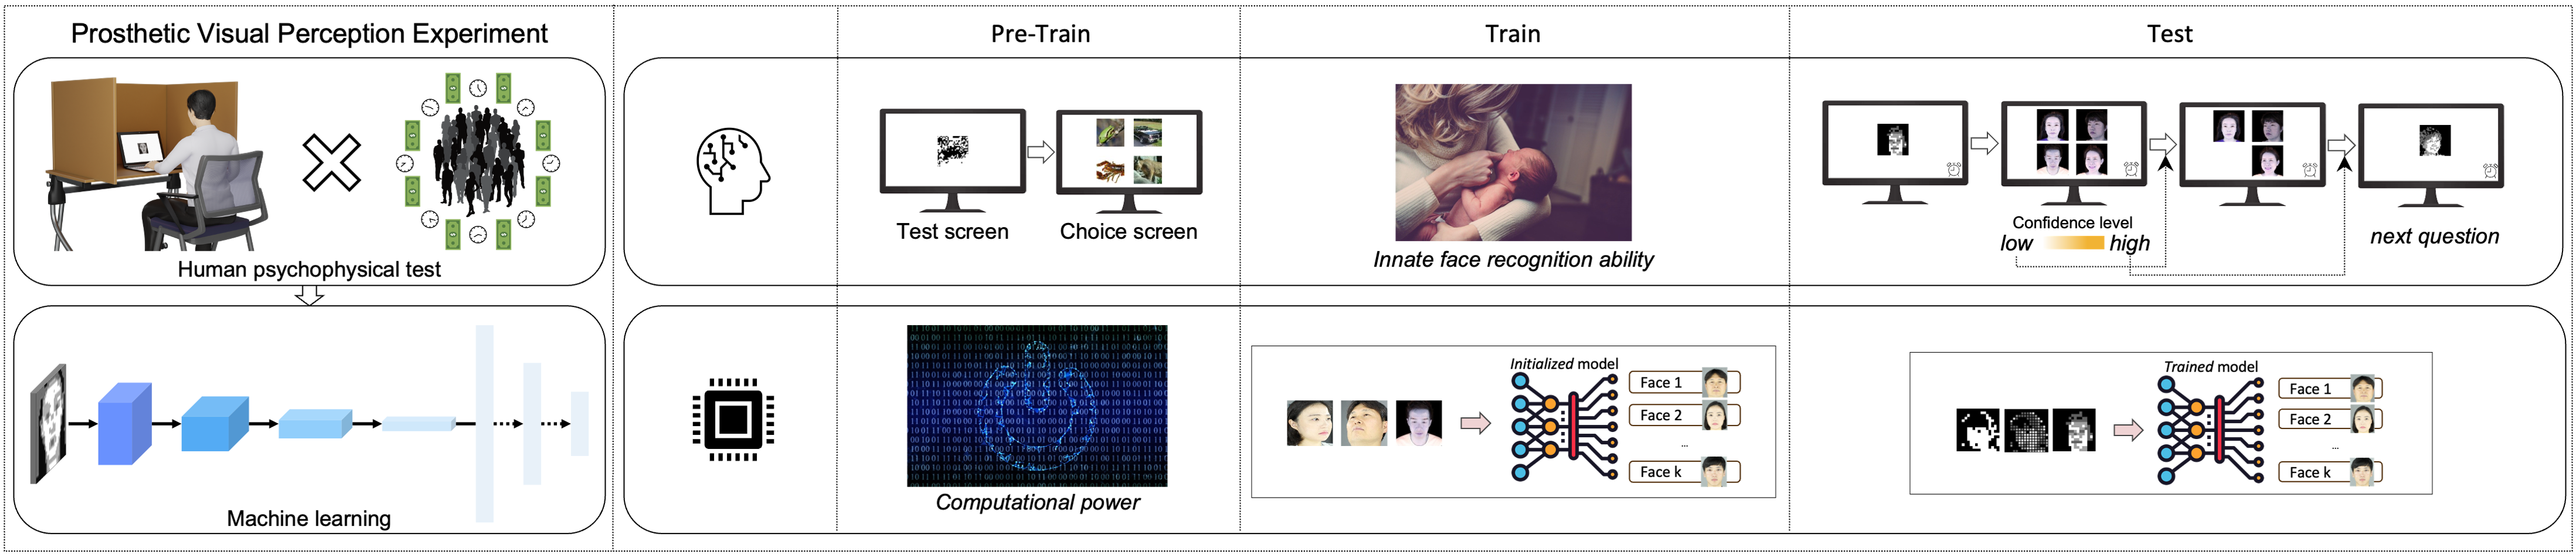 Prosthetic Visual Perception Experiment
Pre-Train
Train
Test
Human psychophysical test
Test screen
Choice screen
Innate face recognition ability
Confidence level
low
high
next question
Machine learning
Computational power
Initialized model
Face 1
Face 2
...
Face k
Trained model
Face 1
Face 2
...
Face k